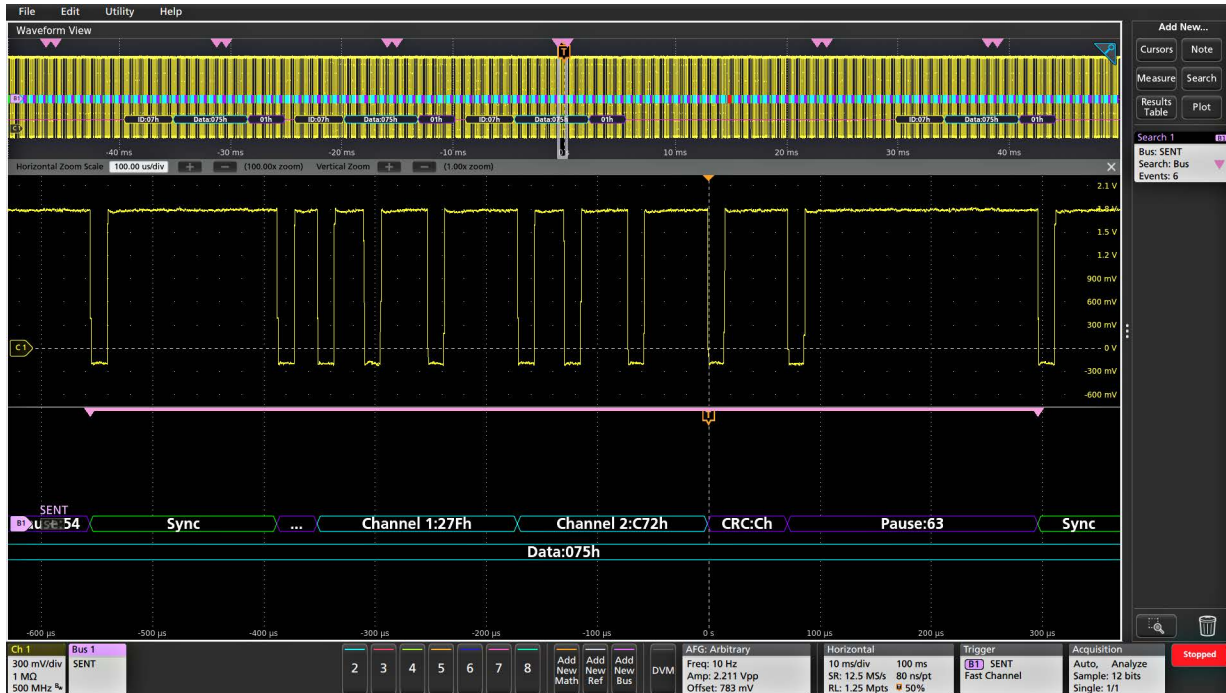 File Edit Utility Help
Waveform View
T
B1
ID:07h Data:075h 01h ID:07h Data:075h 01h ID:07h Data:075h 01h ID:07h Data:075h 01h
-40 ms -30 ms -20 ms -10 ms 0 s 10 ms 20 ms 30 ms 40 ms
Horizontal Zoom Scale 100.00 us/div + − (100.00x zoom) Vertical Zoom + − (1.00x zoom) ✕
2.1 V
1.8 V
1.5 V
1.2 V
900 mV
600 mV
300 mV
C1 0 V
-300 mV
-600 mV
T
SENT
B1 use:54 Sync ... Channel 1:27Fh Channel 2:C72h CRC:Ch Pause:63 Sync
Data:075h
-600 µs -500 µs -400 µs -300 µs -200 µs -100 µs 0 s 100 µs 200 µs 300 µs
Add New...
Cursors Note
Measure Search
Results Table Plot
Search 1 B1
Bus: SENT
Search: Bus
Events: 6
Ch 1
300 mV/div
1 MΩ
500 MHz
Bus 1
SENT
2 3 4 5 6 7 8
Add New Math
Add New Ref
Add New Bus
DVM
AFG: Arbitrary
Freq: 10 Hz
Amp: 2.211 Vpp
Offset: 783 mV
Horizontal
10 ms/div 100 ms
SR: 12.5 MS/s 80 ns/pt
RL: 1.25 Mpts 50%
Trigger
B1 SENT
Fast Channel
Acquisition
Auto, Analyze
Sample: 12 bits
Single: 1/1
Stopped